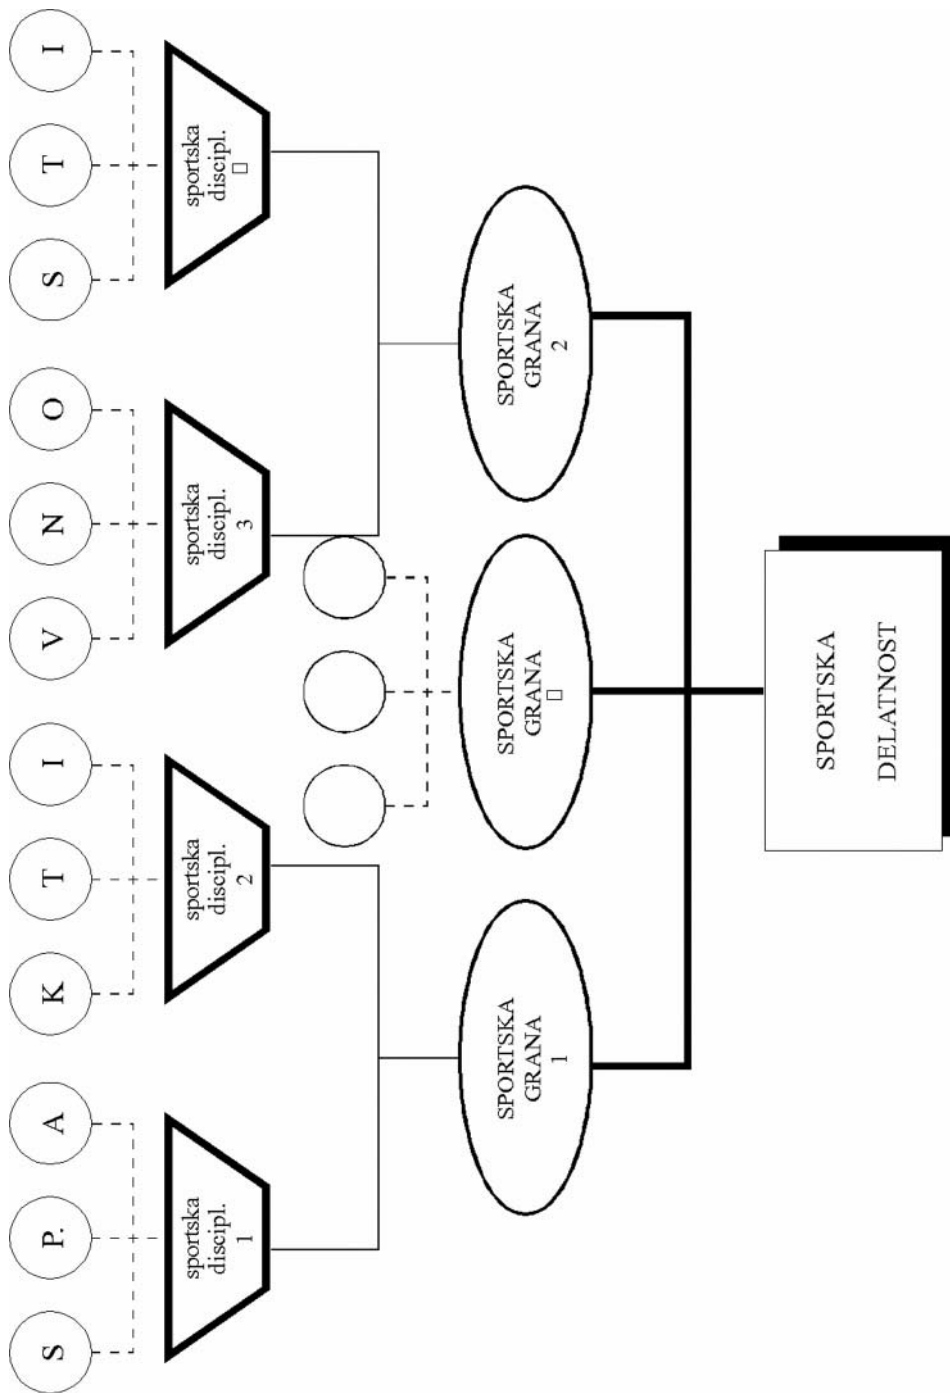 S P. A K T I V N O S T I
sportska
discipl.
1
sportska
discipl.
2
sportska
discipl.
3
sportska
discipl.
□
SPORTSKA
GRANA
1
SPORTSKA
GRANA
□
SPORTSKA
GRANA
2
SPORTSKA
DELATNOST